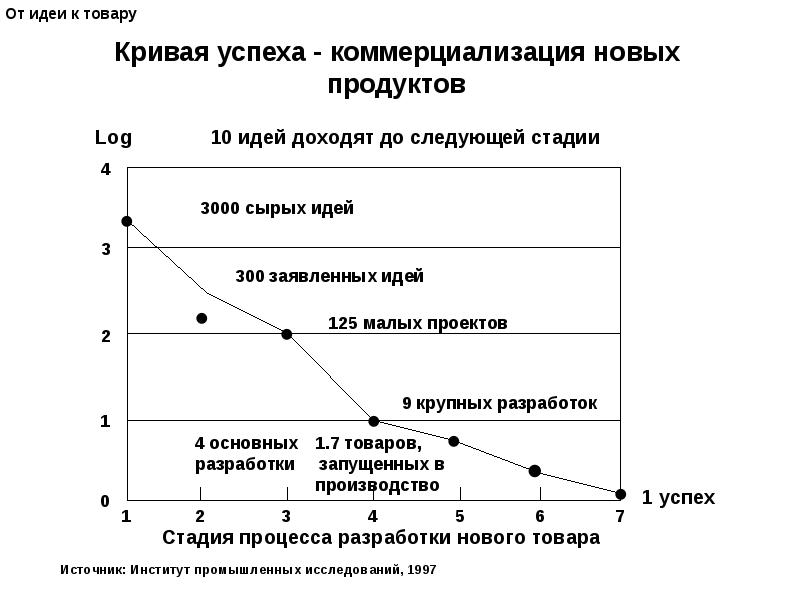 От идеи к товару
Кривая успеха - коммерциализация новых
продуктов
Log
10 идей доходят до следующей стадии
4
3000 сырых идей
3
300 заявленных идей
2
125 малых проектов
9 крупных разработок
1
4 основных
разработки
1.7 товаров,
запущенных в
производство
0
1 успех
1 2 3 4 5 6 7
Стадия процесса разработки нового товара
Источник: Институт промышленных исследований, 1997